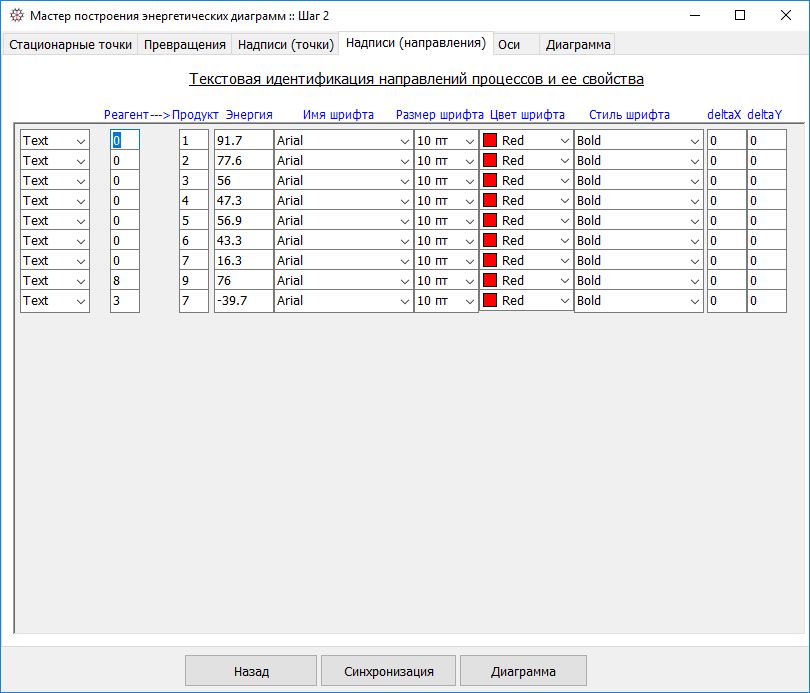 Мастер построения энергетических диаграмм :: Шаг 2
Стационарные точки Превращения Надписи (точки) Надписи (направления) Оси Диаграмма
Текстовая идентификация направлений процессов и ее свойства
Реагент--->Продукт Энергия Имя шрифта Размер шрифта Цвет шрифта Стиль шрифта deltaX deltaY
Text 0 1 91.7 Arial 10 пт Red Bold 0 0
Text 0 2 77.6 Arial 10 пт Red Bold 0 0
Text 0 3 56 Arial 10 пт Red Bold 0 0
Text 0 4 47.3 Arial 10 пт Red Bold 0 0
Text 0 5 56.9 Arial 10 пт Red Bold 0 0
Text 0 6 43.3 Arial 10 пт Red Bold 0 0
Text 0 7 16.3 Arial 10 пт Red Bold 0 0
Text 8 9 76 Arial 10 пт Red Bold 0 0
Text 3 7 -39.7 Arial 10 пт Red Bold 0 0
Назад Синхронизация Диаграмма